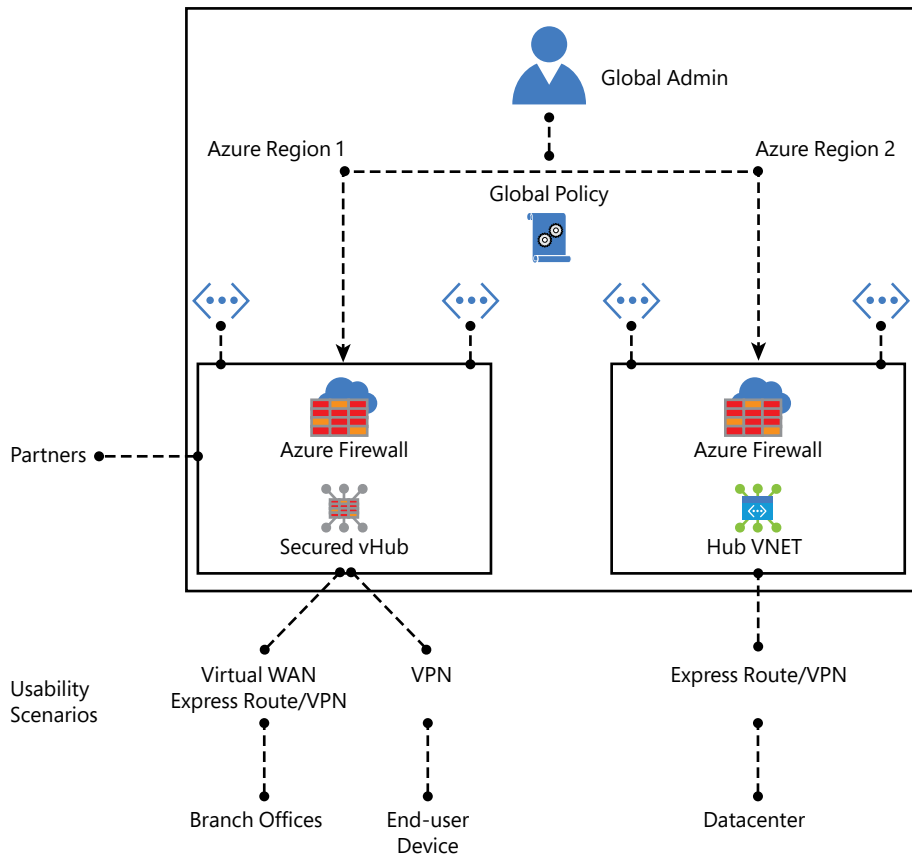 Global Admin
Azure Region 1
Azure Region 2
Global Policy
Azure Firewall
Azure Firewall
Partners
Secured vHub
Hub VNET
Usability
Scenarios
Virtual WAN
Express Route/VPN
VPN
Express Route/VPN
Branch Offices
End-user
Device
Datacenter